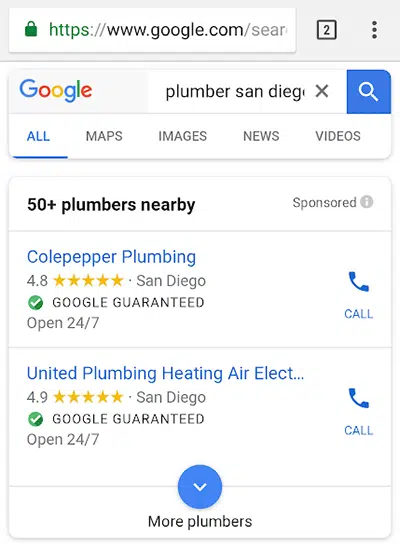 https://www.google.com/sear
2
Google
plumber san dieg
ALL MAPS IMAGES NEWS VIDEOS
50+ plumbers nearby
Sponsored
Colepepper Plumbing
4.8 ★★★★★ · San Diego
GOOGLE GUARANTEED
Open 24/7
CALL
United Plumbing Heating Air Elect...
4.9 ★★★★★ · San Diego
GOOGLE GUARANTEED
Open 24/7
CALL
More plumbers